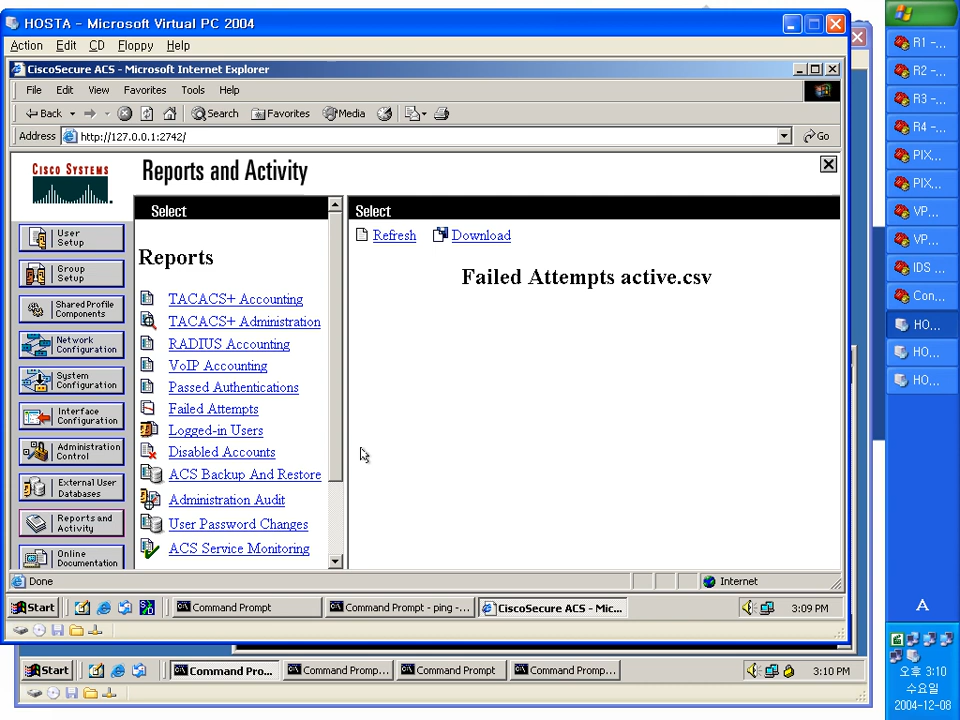 HOSTA - Microsoft Virtual PC 2004
Action Edit CD Floppy Help
CiscoSecure ACS - Microsoft Internet Explorer
File Edit View Favorites Tools Help
Back Search Favorites Media
Address http://127.0.0.1:2742/ Go
CISCO SYSTEMS
Reports and Activity
User Setup
Group Setup
Shared Profile Components
Network Configuration
System Configuration
Interface Configuration
Administration Control
External User Databases
Reports and Activity
Online Documentation
Select
Reports
TACACS+ Accounting
TACACS+ Administration
RADIUS Accounting
VoIP Accounting
Passed Authentications
Failed Attempts
Logged-in Users
Disabled Accounts
ACS Backup And Restore
Administration Audit
User Password Changes
ACS Service Monitoring
Select
Refresh Download
Failed Attempts active.csv
Done Internet
Start Command Prompt Command Prompt - ping -... CiscoSecure ACS - Mic... 3:09 PM
Start Command Pro... Command Promp... Command Prompt Command Promp... 3:10 PM
R1 -...
R2 -...
R3 -...
R4 -...
PIX...
PIX...
VP...
VP...
IDS ...
Con...
HO...
HO...
HO...
A
오후 3:10
수요일
2004-12-08